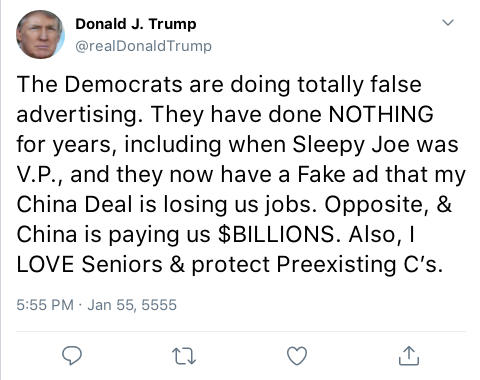 Donald J. Trump
@realDonaldTrump
The Democrats are doing totally false
advertising. They have done NOTHING
for years, including when Sleepy Joe was
V.P., and they now have a Fake ad that my
China Deal is losing us jobs. Opposite, &
China is paying us $BILLIONS. Also, I
LOVE Seniors & protect Preexisting C’s.
5:55 PM · Jan 55, 5555